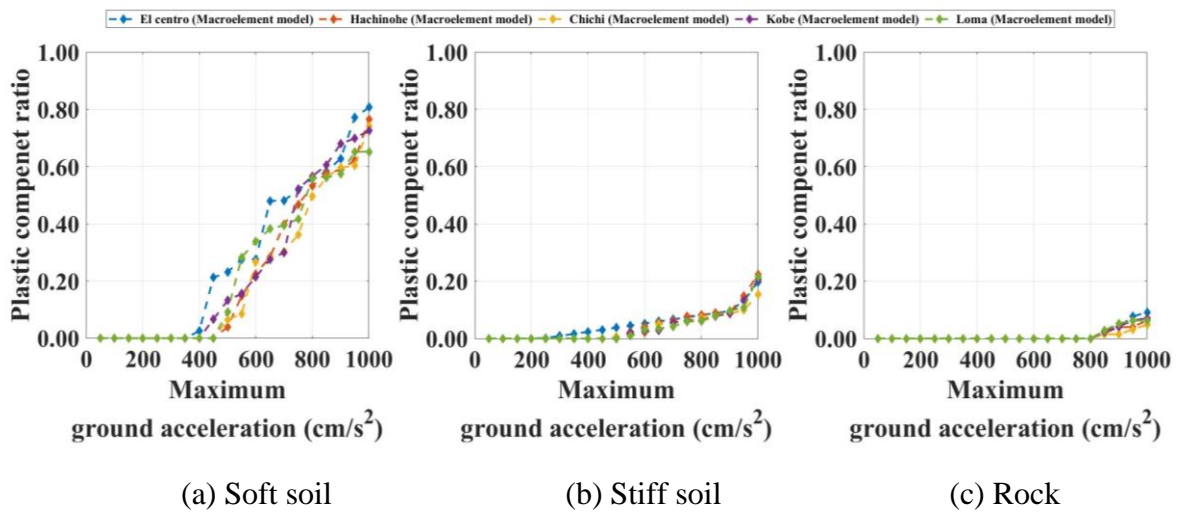 El centro (Macroelement model) Hachinohe (Macroelement model) Chichi (Macroelement model) Kobe (Macroelement model) Loma (Macroelement model)
Plastic compenet ratio
1.00
0.80
0.60
0.40
0.20
0.00
0 200 400 600 800 1000
Maximum
ground acceleration (cm/s²)
(a) Soft soil
Plastic compenet ratio
1.00
0.80
0.60
0.40
0.20
0.00
0 200 400 600 800 1000
Maximum
ground acceleration (cm/s²)
(b) Stiff soil
Plastic compenet ratio
1.00
0.80
0.60
0.40
0.20
0.00
0 200 400 600 800 1000
Maximum
ground acceleration (cm/s²)
(c) Rock